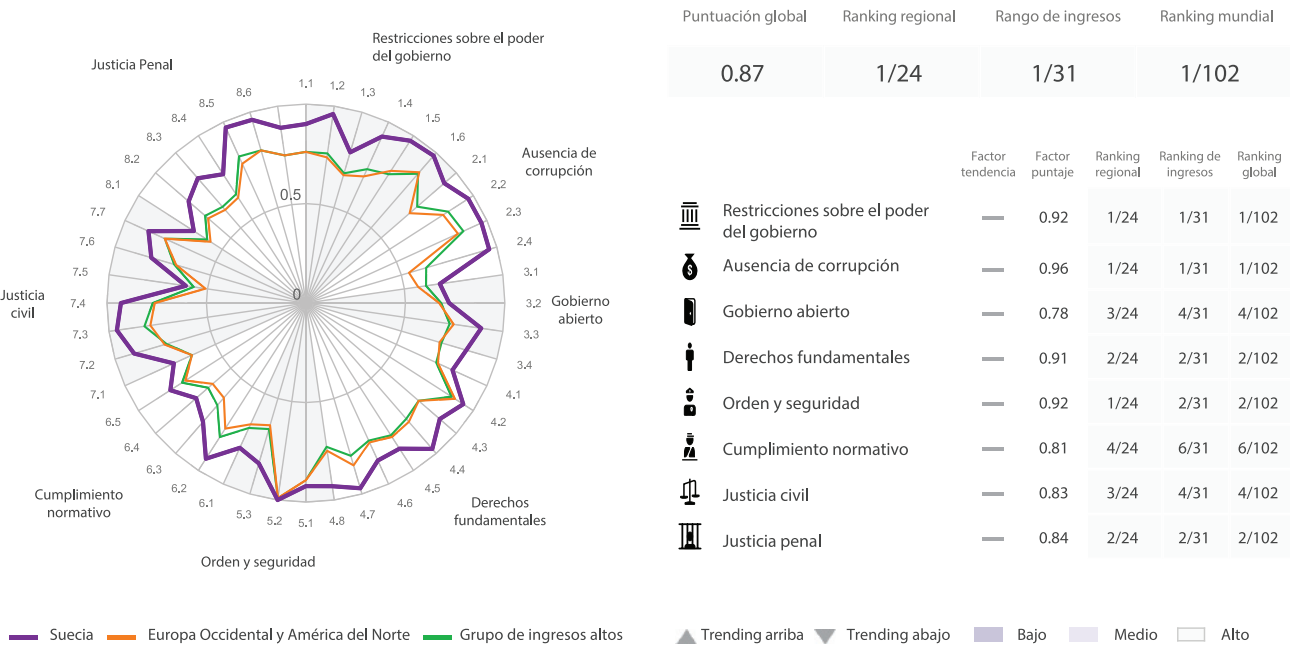 Restricciones sobre el poder
del gobierno
Justicia Penal
Ausencia de
corrupción
Gobierno
abierto
Derechos
fundamentales
Orden y seguridad
Cumplimiento
normativo
Justicia
civil
1.1
1.2
1.3
1.4
1.5
1.6
2.1
2.2
2.3
2.4
3.1
3.2
3.3
3.4
4.1
4.2
4.3
4.4
4.5
4.6
4.7
4.8
5.1
5.2
5.3
6.1
6.2
6.3
6.4
6.5
7.1
7.2
7.3
7.4
7.5
7.6
7.7
8.1
8.2
8.3
8.4
8.5
8.6
0.5
0
Suecia Europa Occidental y América del Norte Grupo de ingresos altos
Puntuación global Ranking regional Rango de ingresos Ranking mundial
0.87 1/24 1/31 1/102
Factor Factor Ranking Ranking de Ranking
tendencia puntaje regional ingresos global
Restricciones sobre el poder
del gobierno
0.92 1/24 1/31 1/102
$
Ausencia de corrupción 0.96 1/24 1/31 1/102
Gobierno abierto 0.78 3/24 4/31 4/102
Derechos fundamentales 0.91 2/24 2/31 2/102
Orden y seguridad 0.92 1/24 2/31 2/102
Cumplimiento normativo 0.81 4/24 6/31 6/102
Justicia civil 0.83 3/24 4/31 4/102
Justicia penal 0.84 2/24 2/31 2/102
Trending arriba Trending abajo Bajo Medio Alto